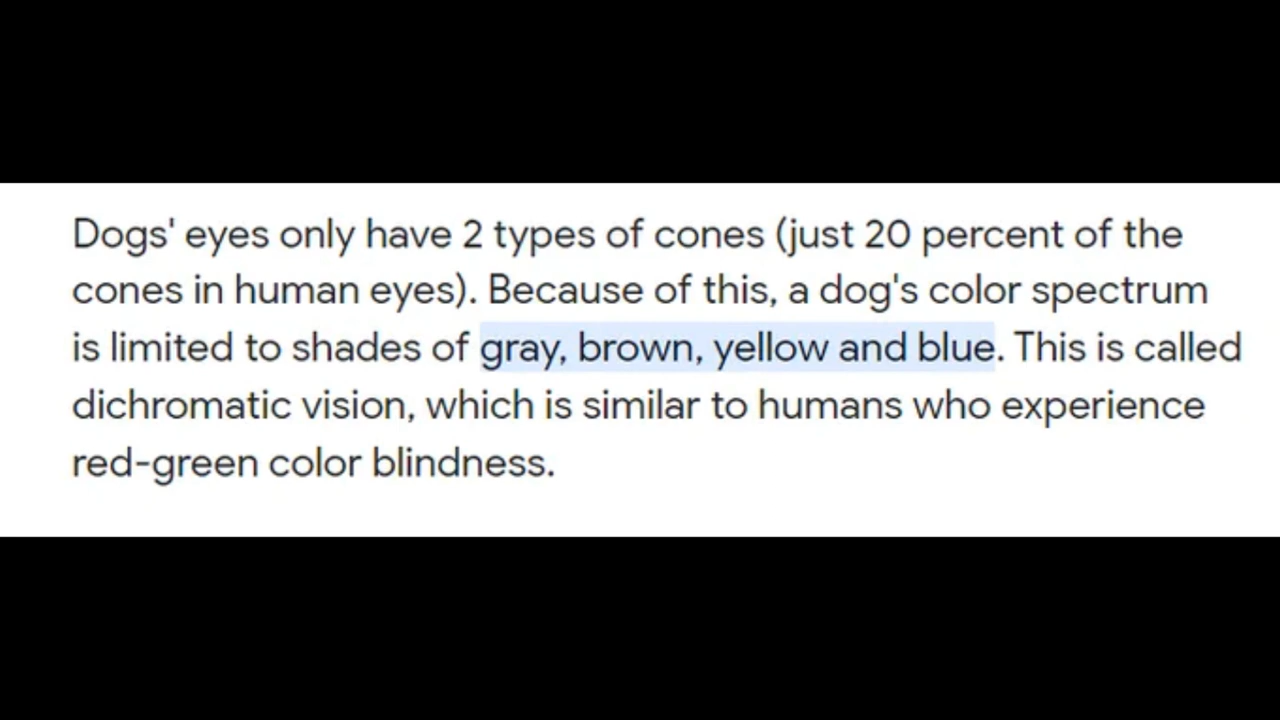 Dogs' eyes only have 2 types of cones (just 20 percent of the
cones in human eyes). Because of this, a dog's color spectrum
is limited to shades of gray, brown, yellow and blue. This is called
dichromatic vision, which is similar to humans who experience
red-green color blindness.